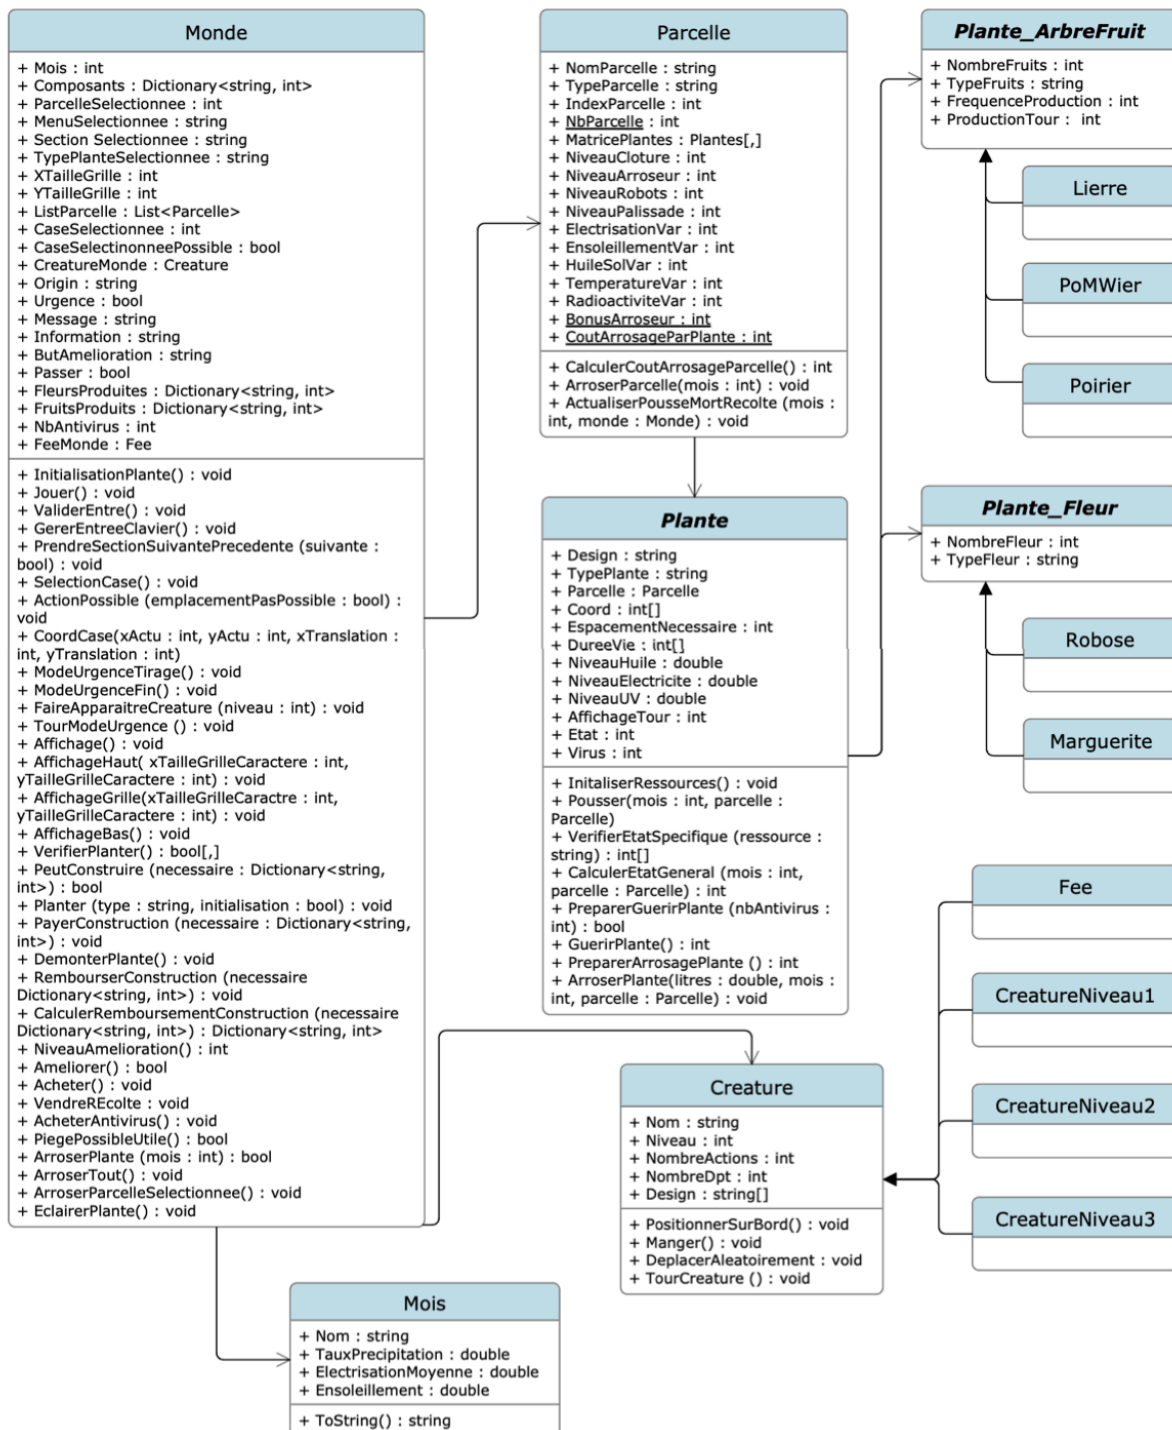 Monde
+ Mois : int
+ Composants : Dictionary<string, int>
+ ParcelleSelectionnee : int
+ MenuSelectionnee : string
+ Section Selectionnee : string
+ TypePlanteSelectionnee : string
+ XTailleGrille : int
+ YTailleGrille : int
+ ListParcelle : List<Parcelle>
+ CaseSelectionnee : int
+ CaseSelectinonneePossible : bool
+ CreatureMonde : Creature
+ Origin : string
+ Urgence : bool
+ Message : string
+ Information : string
+ ButAmelioration : string
+ Passer : bool
+ FleursProduites : Dictionary<string, int>
+ FruitsProduits : Dictionary<string, int>
+ NbAntivirus : int
+ FeeMonde : Fee
+ InitialisationPlante() : void
+ Jouer() : void
+ ValiderEntre() : void
+ GererEntreeClavier() : void
+ PrendreSectionSuivantePrecedente (suivante :
bool) : void
+ SelectionCase() : void
+ ActionPossible (emplacementPasPossible : bool) :
void
+ CoordCase(xActu : int, yActu : int, xTranslation :
int, yTranslation : int)
+ ModeUrgenceTirage() : void
+ ModeUrgenceFin() : void
+ FaireApparaitreCreature (niveau : int) : void
+ TourModeUrgence () : void
+ Affichage() : void
+ AffichageHaut( xTailleGrilleCaractere : int,
yTailleGrilleCaractere : int) : void
+ AffichageGrille(xTailleGrilleCaractre : int,
yTailleGrilleCaractere : int) : void
+ AffichageBas() : void
+ VerifierPlanter() : bool[,]
+ PeutConstruire (necessaire : Dictionary<string,
int>) : bool
+ Planter (type : string, initialisation : bool) : void
+ PayerConstruction (necessaire : Dictionary<string,
int>) : void
+ DemonterPlante() : void
+ RembourserConstruction (necessaire
Dictionary<string, int>) : void
+ CalculerRemboursementConstruction (necessaire
Dictionary<string, int>) : Dictionary<string, int>
+ NiveauAmelioration() : int
+ Ameliorer() : bool
+ Acheter() : void
+ VendreREcolte : void
+ AcheterAntivirus() : void
+ PiegePossibleUtile() : bool
+ ArroserPlante (mois : int) : bool
+ ArroserTout() : void
+ ArroserParcelleSelectionnee() : void
+ EclairerPlante() : void
Parcelle
+ NomParcelle : string
+ TypeParcelle : string
+ IndexParcelle : int
+ NbParcelle : int
+ MatricePlantes : Plantes[,]
+ NiveauCloture : int
+ NiveauArroseur : int
+ NiveauRobots : int
+ NiveauPalissade : int
+ ElectrisationVar : int
+ EnsoleillementVar : int
+ HuileSolVar : int
+ TemperatureVar : int
+ RadioactiviteVar : int
+ BonusArroseur : int
+ CoutArrosageParPlante : int
+ CalculerCoutArrosageParcelle() : int
+ ArroserParcelle(mois : int) : void
+ ActualiserPousseMortRecolte (mois :
int, monde : Monde) : void
Plante
+ Design : string
+ TypePlante : string
+ Parcelle : Parcelle
+ Coord : int[]
+ EspacementNecessaire : int
+ DureeVie : int[]
+ NiveauHuile : double
+ NiveauElectricite : double
+ NiveauUV : double
+ AffichageTour : int
+ Etat : int
+ Virus : int
+ InitaliserRessources() : void
+ Pousser(mois : int, parcelle :
Parcelle)
+ VerifierEtatSpecifique (ressource :
string) : int[]
+ CalculerEtatGeneral (mois : int,
parcelle : Parcelle) : int
+ PreparerGuerirPlante (nbAntivirus :
int) : bool
+ GuerirPlante() : int
+ PreparerArrosagePlante () : int
+ ArroserPlante(litres : double, mois :
int, parcelle : Parcelle) : void
Creature
+ Nom : string
+ Niveau : int
+ NombreActions : int
+ NombreDpt : int
+ Design : string[]
+ PositionnerSurBord() : void
+ Manger() : void
+ DeplacerAleatoirement : void
+ TourCreature () : void
Mois
+ Nom : string
+ TauxPrecipitation : double
+ ElectrisationMoyenne : double
+ Ensoleillement : double
+ ToString() : string
Plante_ArbreFruit
+ NombreFruits : int
+ TypeFruits : string
+ FrequenceProduction : int
+ ProductionTour : int
Lierre
PoMWier
Poirier
Plante_Fleur
+ NombreFleur : int
+ TypeFleur : string
Robose
Marguerite
Fee
CreatureNiveau1
CreatureNiveau2
CreatureNiveau3